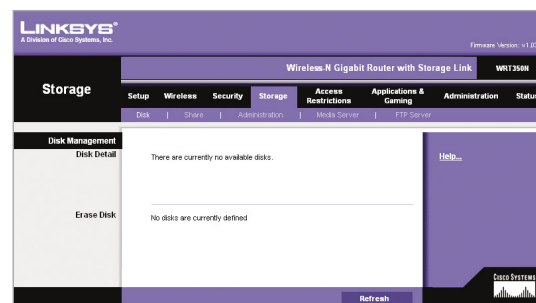 LINKSYS®
A Division of Cisco Systems, Inc.
Firmware Version: v1.03
Wireless-N Gigabit Router with Storage Link WRT350N
Storage
Setup Wireless Security Storage Access Restrictions Applications & Gaming Administration Status
Disk | Share | Administration | Media Server | FTP Server
Disk Management
Disk Detail
There are currently no available disks.
Help...
Erase Disk
No disks are currently defined
CISCO SYSTEMS
Refresh